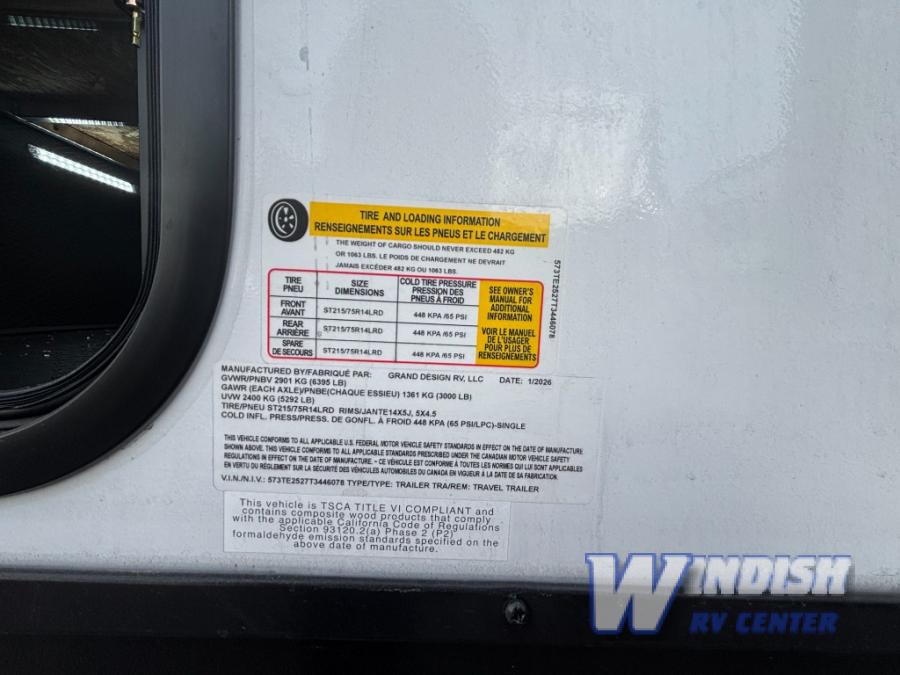 TIRE AND LOADING INFORMATION
RENSEIGNEMENTS SUR LES PNEUS ET LE CHARGEMENT
THE WEIGHT OF CARGO SHOULD NEVER EXCEED 482 KG
OR 1063 LBS. LE POIDS DE CHARGEMENT NE DEVRAIT
JAMAIS EXCÉDER 482 KG OU 1063 LBS.
573TE2527T3446078
TIRE
PNEU
SIZE
DIMENSIONS
COLD TIRE PRESSURE
PRESSION DES
PNEUS À FROID
SEE OWNER'S
MANUAL FOR
ADDITIONAL
INFORMATION
VOIR LE MANUEL
DE L'USAGER
POUR PLUS DE
RENSEIGNEMENTS
FRONT
AVANT
ST215/75R14LRD
448 KPA /65 PSI
REAR
ARRIÈRE
ST215/75R14LRD
448 KPA /65 PSI
SPARE
DE SECOURS
ST215/75R14LRD
448 KPA /65 PSI
MANUFACTURED BY/FABRIQUÉ PAR: GRAND DESIGN RV, LLC DATE: 1/2026
GVWR/PNBV 2901 KG (6395 LB)
GAWR (EACH AXLE)/PNBE(CHAQUE ESSIEU) 1361 KG (3000 LB)
UVW 2400 KG (5292 LB)
TIRE/PNEU ST215/75R14LRD RIMS/JANTE14X5J, 5X4.5
COLD INFL. PRESS/PRESS. DE GONFL. À FROID 448 KPA (65 PSI/LPC)-SINGLE
THIS VEHICLE CONFORMS TO ALL APPLICABLE U.S. FEDERAL MOTOR VEHICLE SAFETY STANDARDS IN EFFECT ON THE DATE OF MANUFACTURE
SHOWN ABOVE. THIS VEHICLE CONFORMS TO ALL APPLICABLE STANDARDS PRESCRIBED UNDER THE CANADIAN MOTOR VEHICLE SAFETY
REGULATIONS IN EFFECT ON THE DATE OF MANUFACTURE. - CE VÉHICULE EST CONFORME À TOUTES LES NORMES QUI LUI SONT APPLICABLES
EN VERTU DU RÈGLEMENT SUR LA SÉCURITÉ DES VÉHICULES AUTOMOBILES DU CANADA EN VIGUEUR À LA DATE DE SA FABRICATION.
V.I.N./N.I.V.: 573TE2527T3446078 TYPE/TYPE: TRAILER TRA/REM: TRAVEL TRAILER
This vehicle is TSCA TITLE VI COMPLIANT and
contains composite wood products that comply
with the applicable California Code of Regulations
Section 93120.2(a) Phase 2 (P2)
formaldehyde emission standards specified on the
above date of manufacture.
WINDISH
RV CENTER